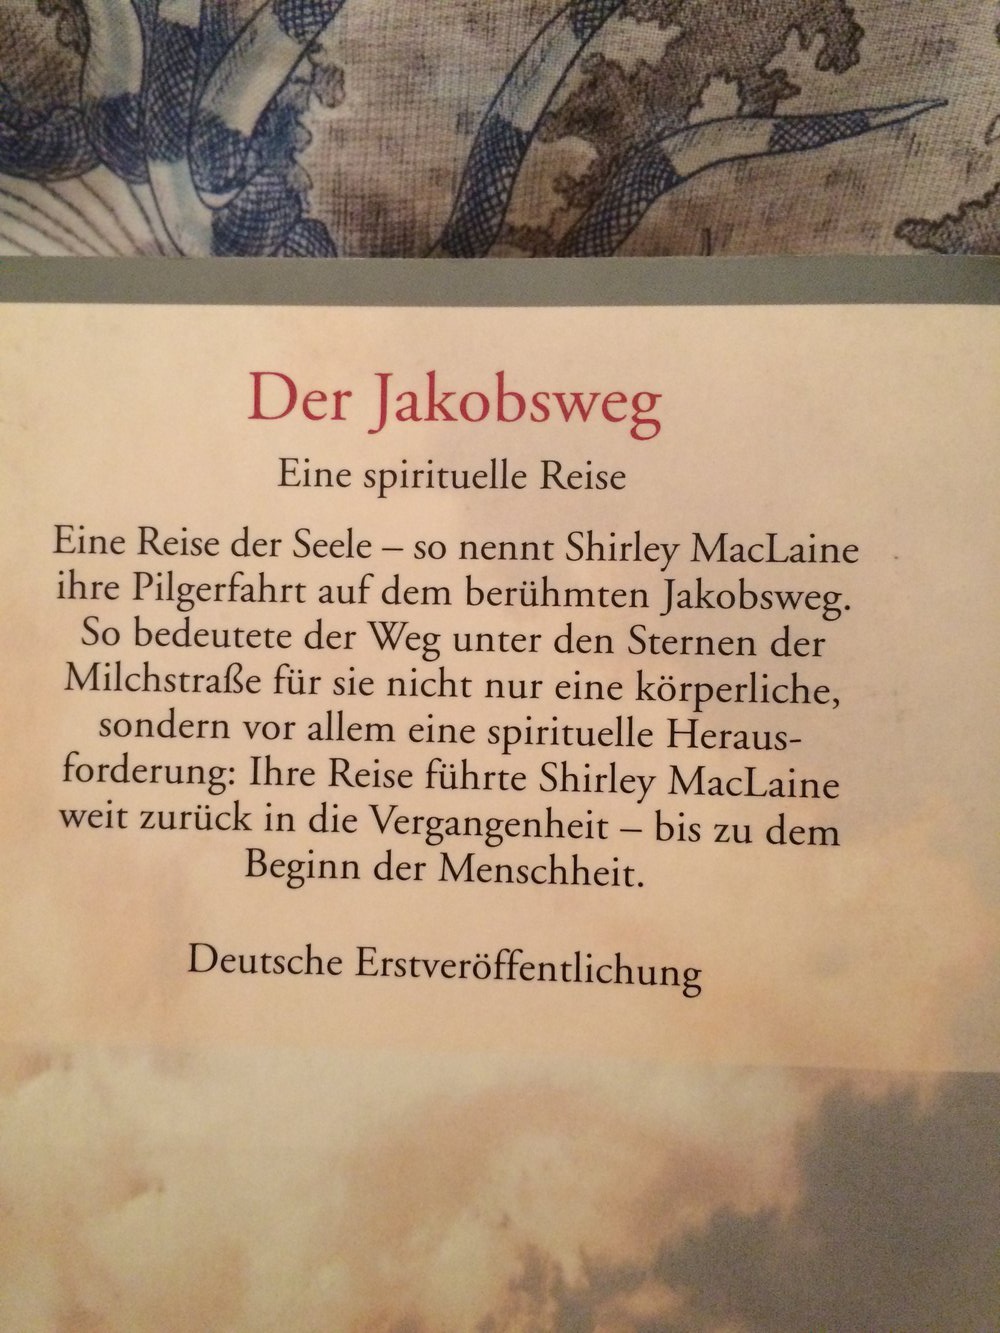 Der Jakobsweg
Eine spirituelle Reise
Eine Reise der Seele – so nennt Shirley MacLaine
ihre Pilgerfahrt auf dem berühmten Jakobsweg.
So bedeutete der Weg unter den Sternen der
Milchstraße für sie nicht nur eine körperliche,
sondern vor allem eine spirituelle Heraus-
forderung: Ihre Reise führte Shirley MacLaine
weit zurück in die Vergangenheit – bis zu dem
Beginn der Menschheit.
Deutsche Erstveröffentlichung